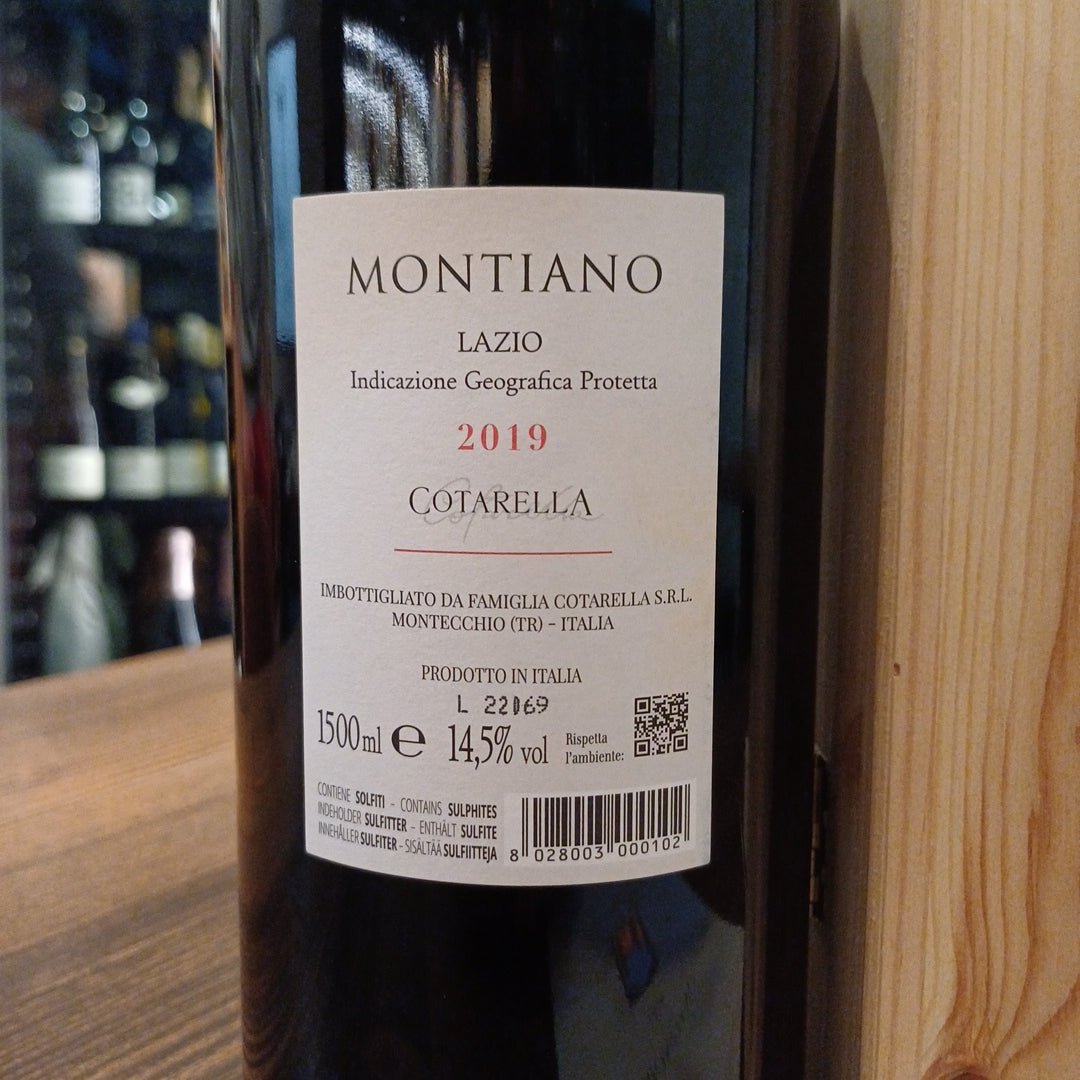 MONTIANO
LAZIO
Indicazione Geografica Protetta
2019
COTARELLA
IMBOTTIGLIATO DA FAMIGLIA COTARELLA S.R.L.
MONTECCHIO (TR) – ITALIA
PRODOTTO IN ITALIA
L 22069
1500 ml e 14,5% vol
Rispetta
l'ambiente:
CONTIENE SOLFITI - CONTAINS SULPHITES
INDEHOLDER SULFITTER - ENTHÄLT SULFITE
INNEHÅLLER SULFITER - SISÄLTÄÄ SULFIITTEJA
8 028003 000102